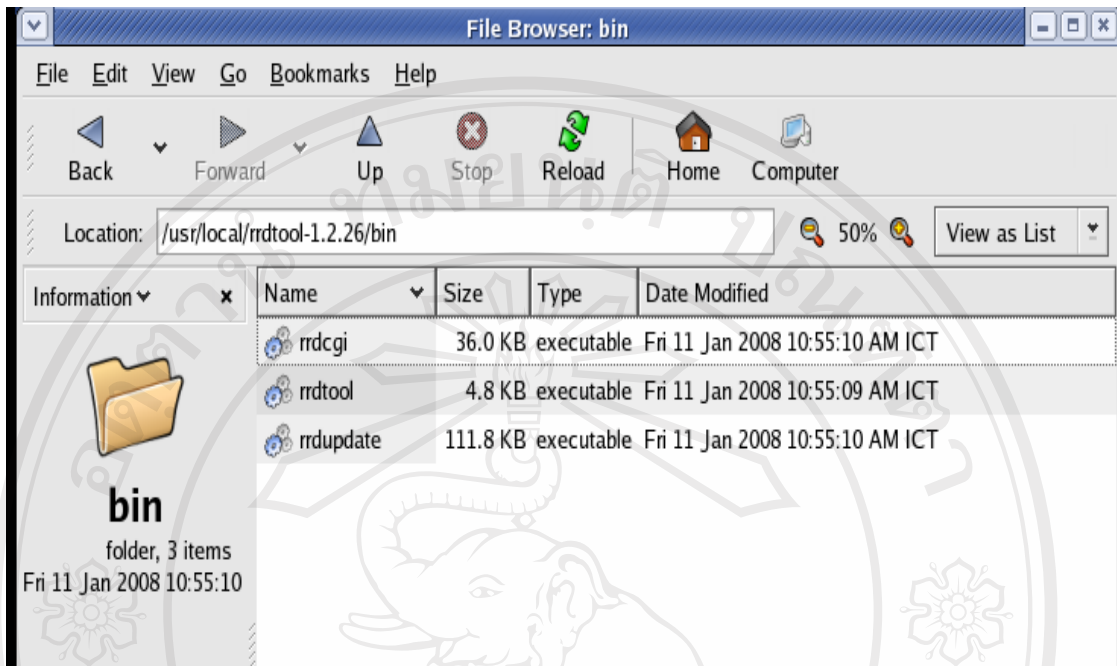 File Browser: bin
File Edit View Go Bookmarks Help
Back Forward Up Stop Reload Home Computer
Location: /usr/local/rrdtool-1.2.26/bin 50% View as List
Information Name Size Type Date Modified
rrdcgi 36.0 KB executable Fri 11 Jan 2008 10:55:10 AM ICT
rrdtool 4.8 KB executable Fri 11 Jan 2008 10:55:09 AM ICT
rrdupdate 111.8 KB executable Fri 11 Jan 2008 10:55:10 AM ICT
bin
folder, 3 items
Fri 11 Jan 2008 10:55:10